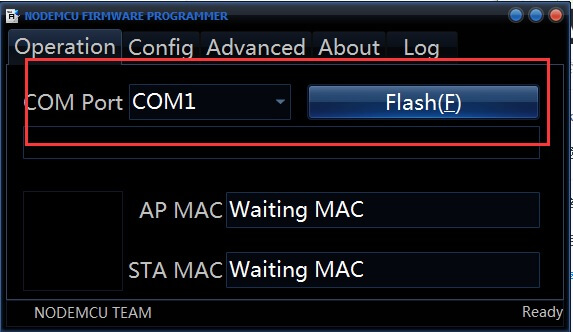 NODEMCU FIRMWARE PROGRAMMER
Operation Config Advanced About Log
COM Port COM1 Flash(F)
AP MAC Waiting MAC
STA MAC Waiting MAC
NODEMCU TEAM Ready